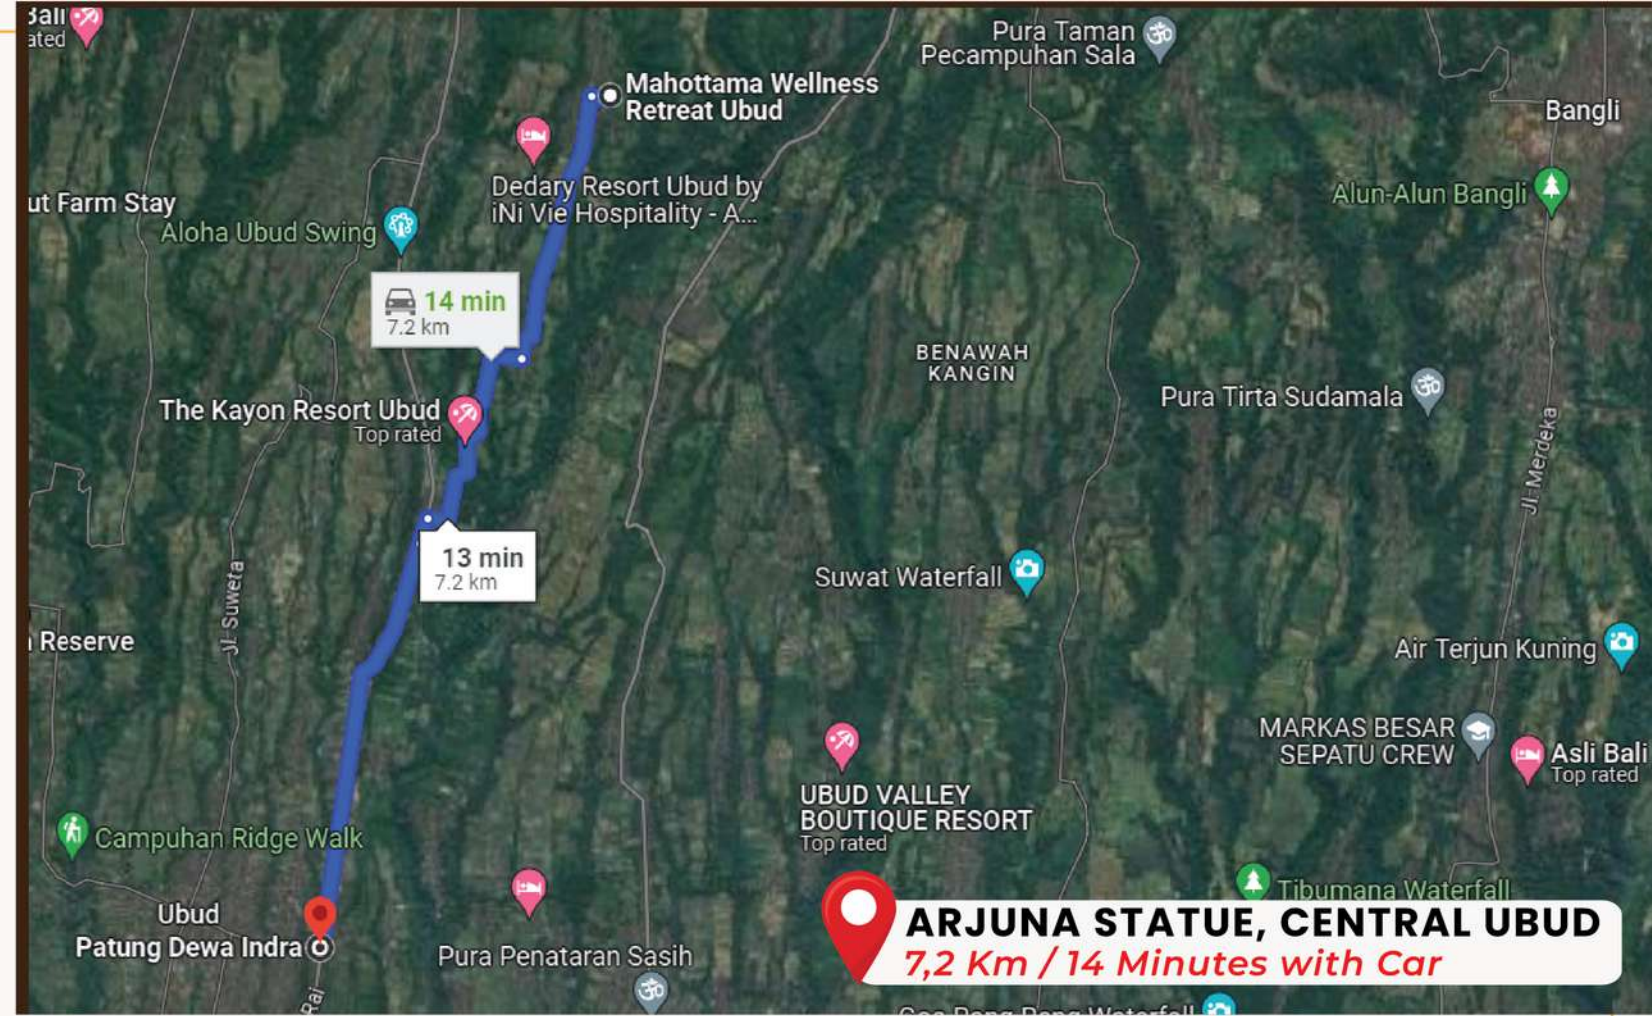 Bali
ated
Pura Taman
Pecampuhan Sala
Mahottama Wellness
Retreat Ubud
Bangli
Dedary Resort Ubud by
iNi Vie Hospitality - A...
Alun-Alun Bangli
ut Farm Stay
Aloha Ubud Swing
14 min
7.2 km
BENAWAH
KANGIN
Pura Tirta Sudamala
The Kayon Resort Ubud
Top rated
Jl. Merdeka
13 min
7.2 km
Suwat Waterfall
Jl. Suweta
Reserve
Air Terjun Kuning
MARKAS BESAR
SEPATU CREW
Asli Bali
Top rated
UBUD VALLEY
BOUTIQUE RESORT
Top rated
Campuhan Ridge Walk
Tibumana Waterfall
Ubud
Patung Dewa Indra
Pura Penataran Sasih
ARJUNA STATUE, CENTRAL UBUD
7,2 Km / 14 Minutes with Car
Rai